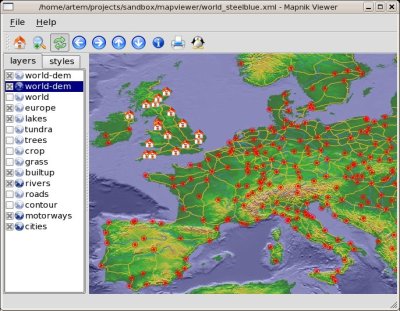 /home/artem/projects/sandbox/mapviewer/world_steelblue.xml - Mapnik Viewer
File Help
layers styles
world-dem
world-dem
world
europe
lakes
tundra
trees
crop
grass
builtup
rivers
roads
contour
motorways
cities